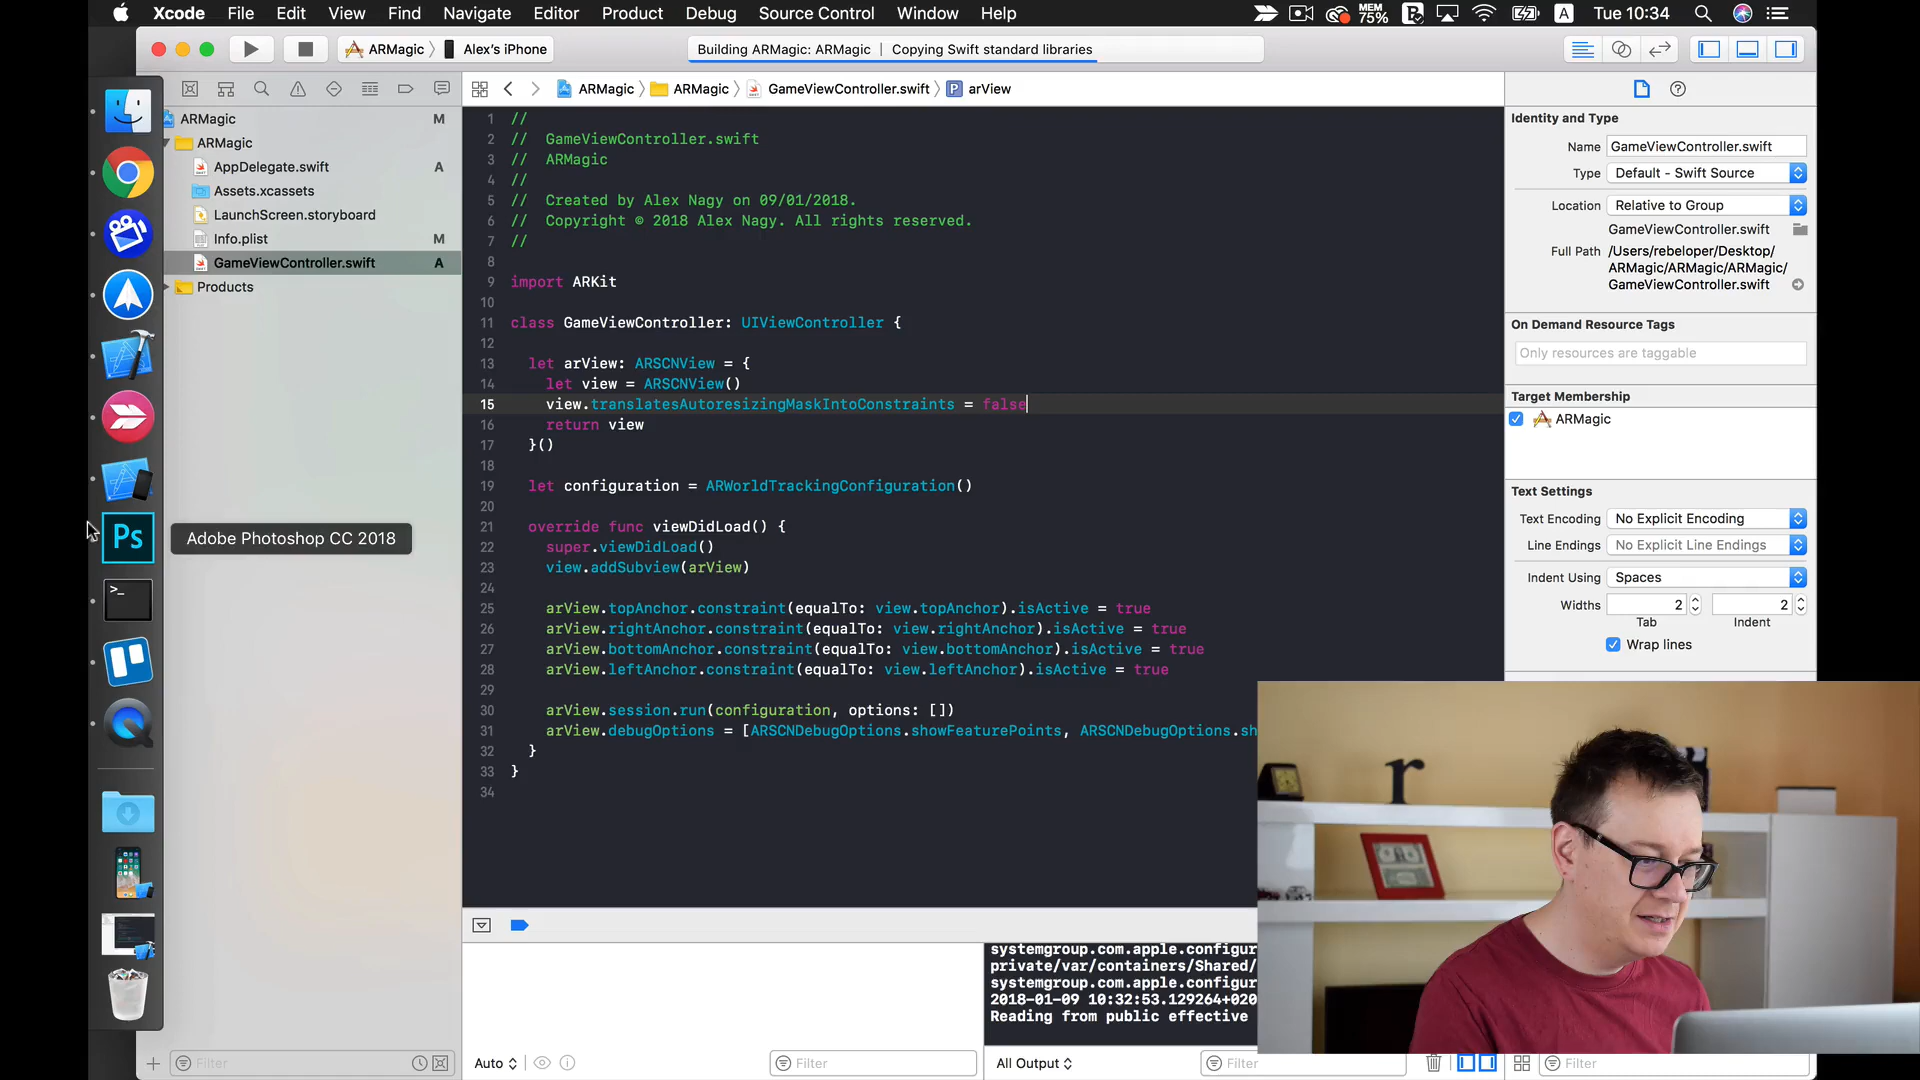 Xcode File Edit View Find Navigate Editor Product Debug Source Control Window Help MEM 75% A Tue 10:34
ARMagic Alex's iPhone Building ARMagic: ARMagic | Copying Swift standard libraries
ARMagic ARMagic GameViewController.swift P arView
ARMagic M
ARMagic
AppDelegate.swift A
Assets.xcassets
LaunchScreen.storyboard
Info.plist M
GameViewController.swift A
Products
Ps Adobe Photoshop CC 2018
1 //
2 // GameViewController.swift
3 // ARMagic
4 //
5 // Created by Alex Nagy on 09/01/2018.
6 // Copyright © 2018 Alex Nagy. All rights reserved.
7 //
8
9 import ARKit
10
11 class GameViewController: UIViewController {
12
13 let arView: ARSCNView = {
14 let view = ARSCNView()
15 view.translatesAutoresizingMaskIntoConstraints = false
16 return view
17 }()
18
19 let configuration = ARWorldTrackingConfiguration()
20
21 override func viewDidLoad() {
22 super.viewDidLoad()
23 view.addSubview(arView)
24
25 arView.topAnchor.constraint(equalTo: view.topAnchor).isActive = true
26 arView.rightAnchor.constraint(equalTo: view.rightAnchor).isActive = true
27 arView.bottomAnchor.constraint(equalTo: view.bottomAnchor).isActive = true
28 arView.leftAnchor.constraint(equalTo: view.leftAnchor).isActive = true
29
30 arView.session.run(configuration, options: [])
31 arView.debugOptions = [ARSCNDebugOptions.showFeaturePoints, ARSCNDebugOptions.sh
32 }
33 }
34
Identity and Type
Name GameViewController.swift
Type Default - Swift Source
Location Relative to Group
GameViewController.swift
Full Path /Users/rebeloper/Desktop/
ARMagic/ARMagic/ARMagic/
GameViewController.swift
On Demand Resource Tags
Only resources are taggable
Target Membership
ARMagic
Text Settings
Text Encoding No Explicit Encoding
Line Endings No Explicit Line Endings
Indent Using Spaces
Widths 2 2
Tab Indent
Wrap lines
r
systemgroup.com.apple.configur
private/var/containers/Shared/
systemgroup.com.apple.configur
2018-01-09 10:32:53.129264+020
Reading from public effective
Filter Auto Filter All Output Filter Filter